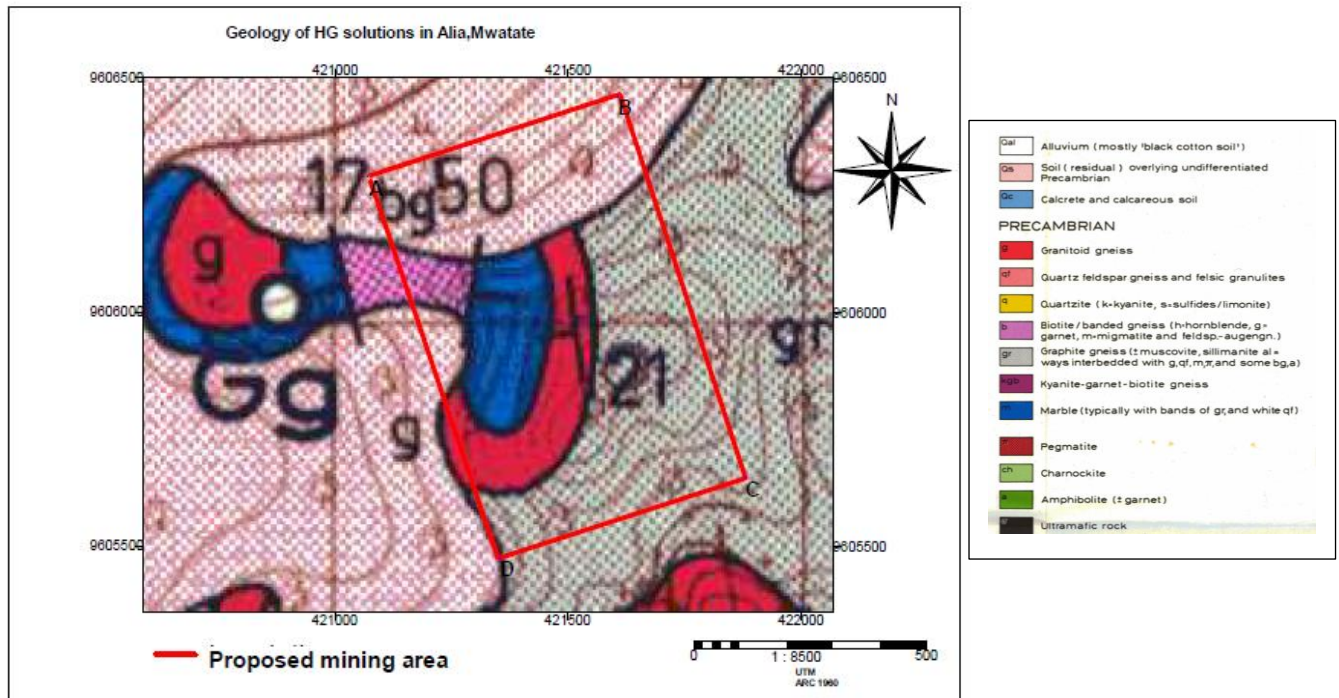 Geology of HG solutions in Alia,Mwatate
421000 421500 422000
9606500 9606500
N
B
A
17 bg 50
g
9606000 9606000
gr
Gg
g
21
C
9605500 9605500
D
421000 421500 422000
Proposed mining area
0 500
1 : 8500
UTM
ARC 1960
Qal Alluvium (mostly 'black cotton soil')
Qs Soil (residual) overlying undifferentiated
Precambrian
Qc Calcrete and calcareous soil
PRECAMBRIAN
g Granitoid gneiss
qf Quartz feldspar gneiss and felsic granulites
q Quartzite (k=kyanite, s=sulfides/limonite)
b Biotite/banded gneiss (h=hornblende, g=
garnet, m=migmatite and feldsp.-augengn.)
gr Graphite gneiss (± muscovite, sillimanite al=
ways interbedded with g,qf,m,π,and some bg,a)
kgb Kyanite-garnet-biotite gneiss
m Marble (typically with bands of gr,and white qf)
Pegmatite
ch Charnockite
a Amphibolite (± garnet)
Ultramafic rock